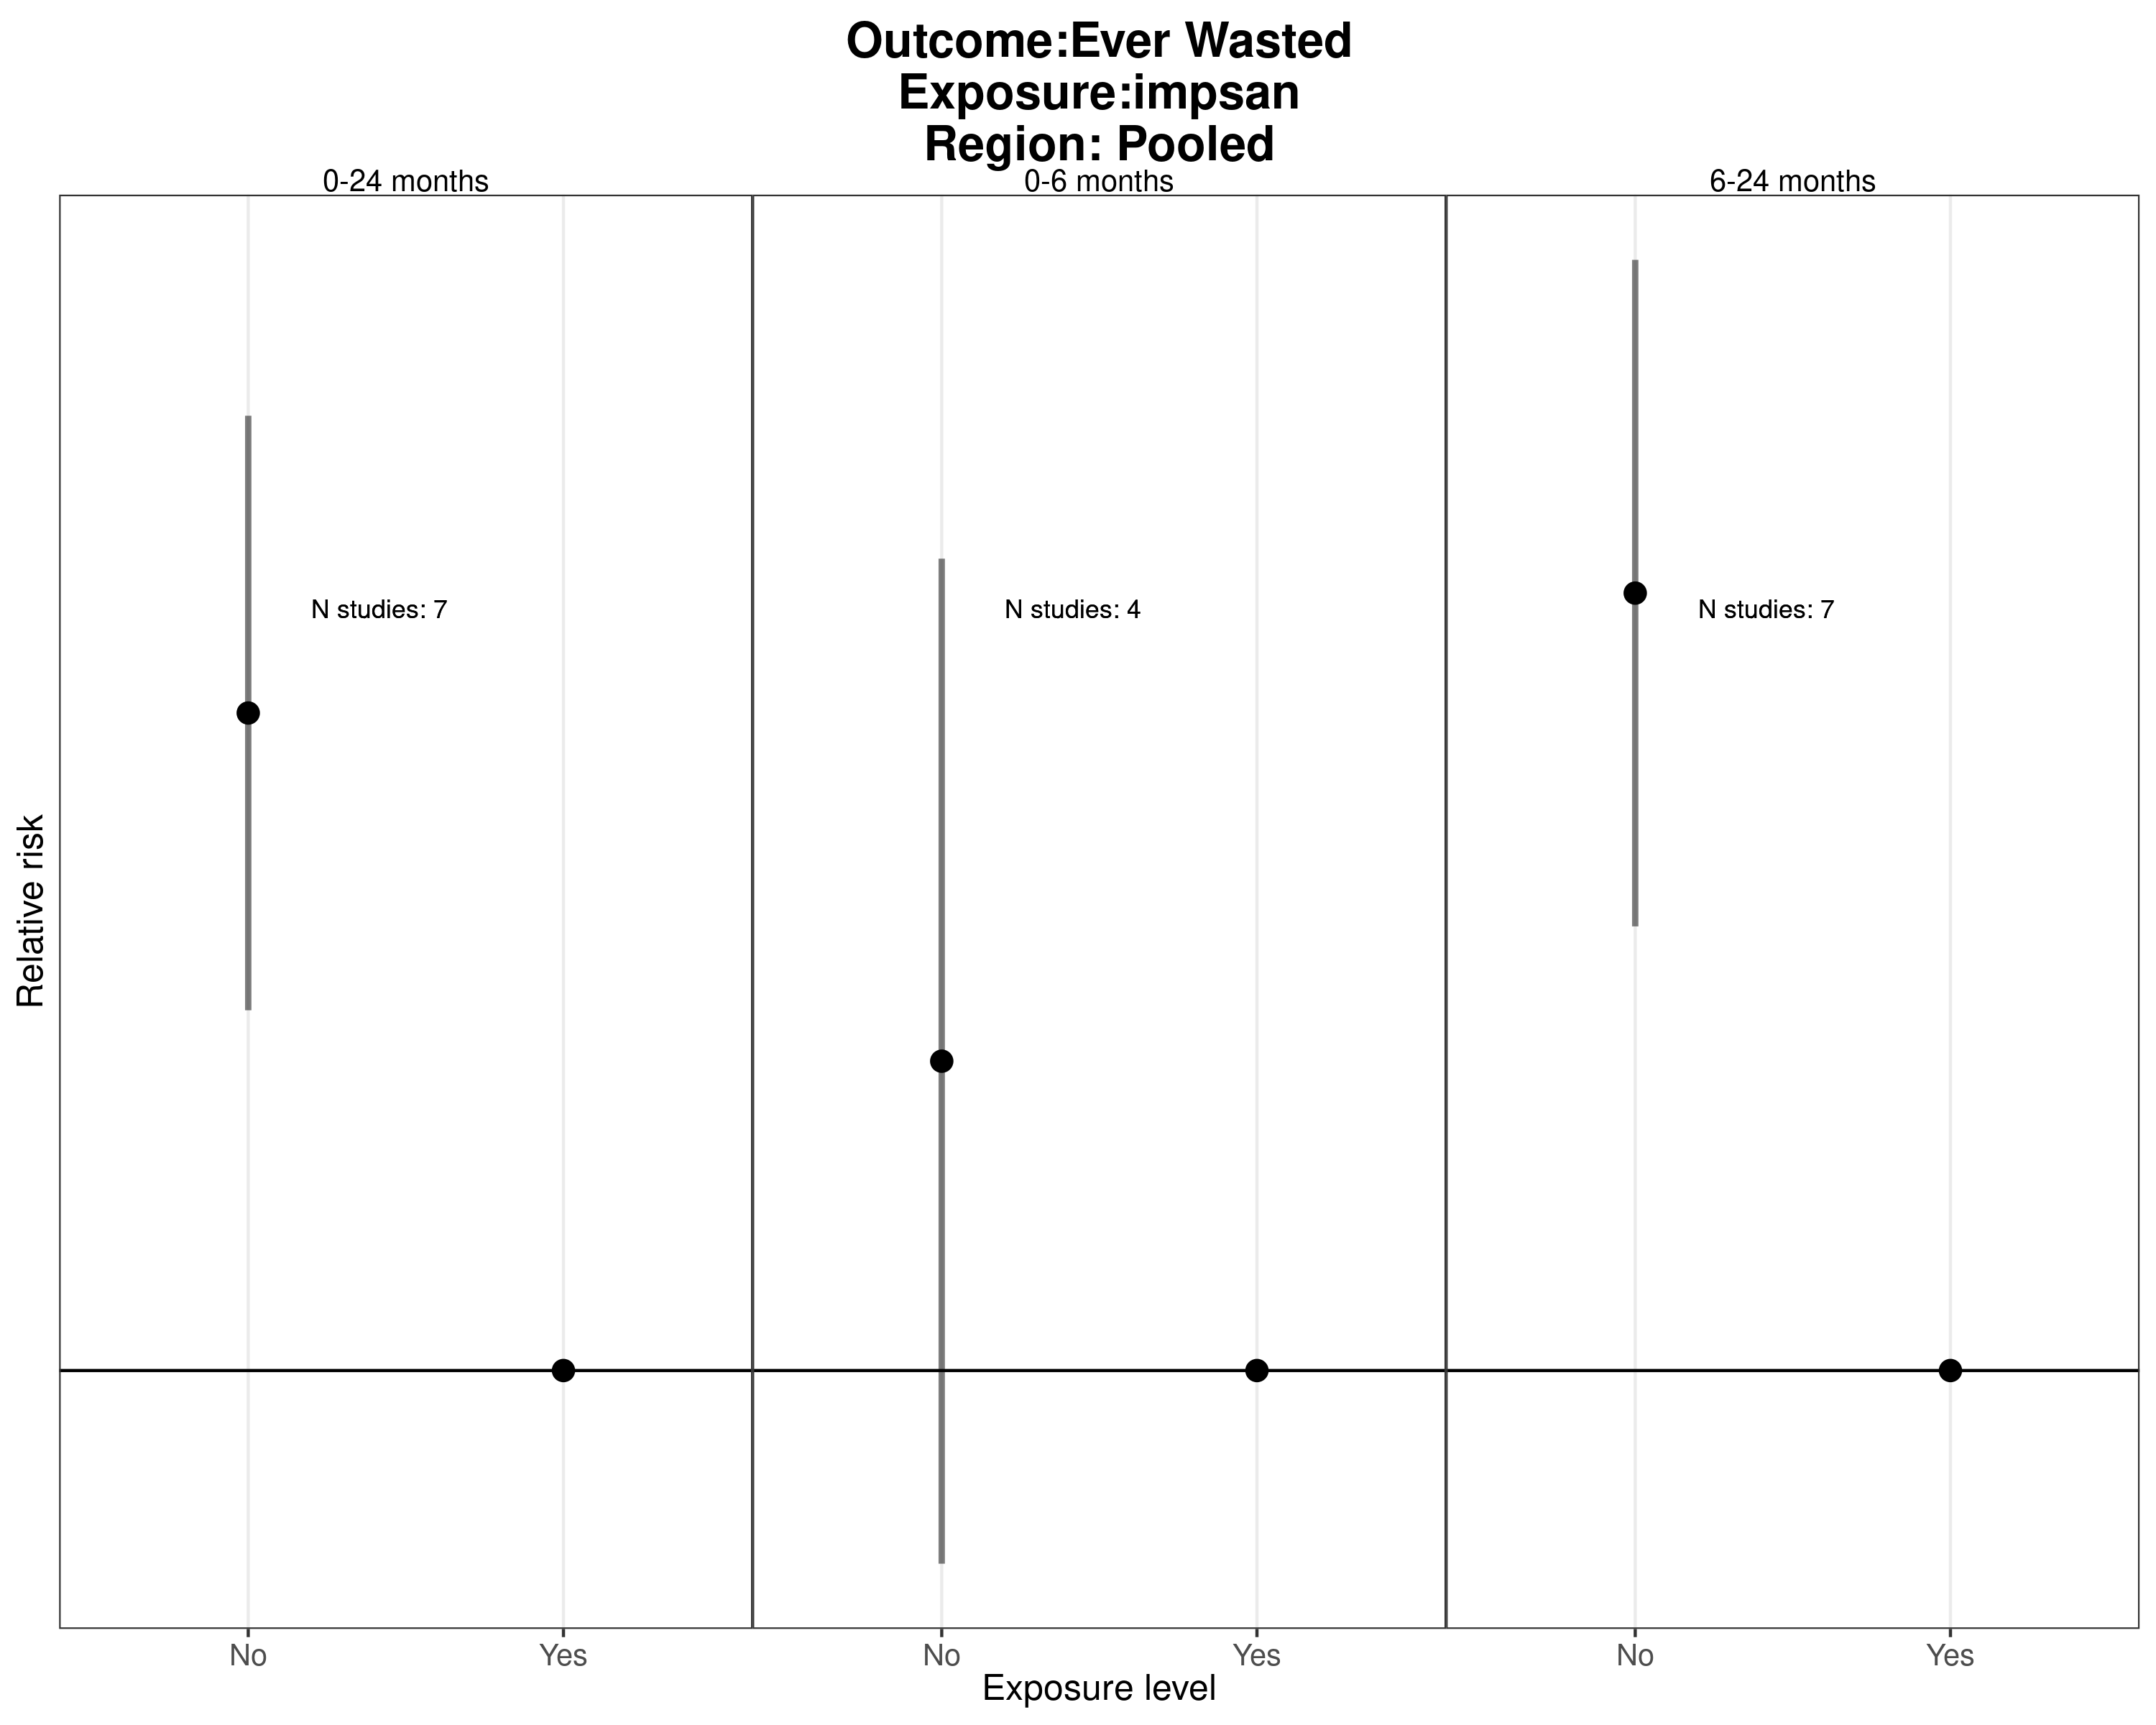 Outcome:Ever Wasted
Exposure:impsan
Region: Pooled
0-24 months
0-6 months
6-24 months
N studies: 7
N studies: 4
N studies: 7
Relative risk
No
Yes
No
Yes
No
Yes
Exposure level